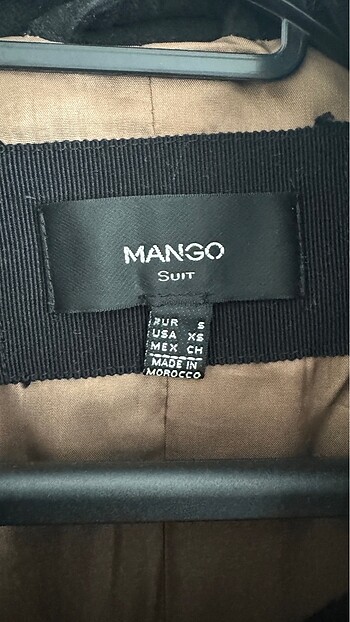 MANGO
SUIT
EUR S
USA XS
MEX CH
MADE IN
MOROCCO